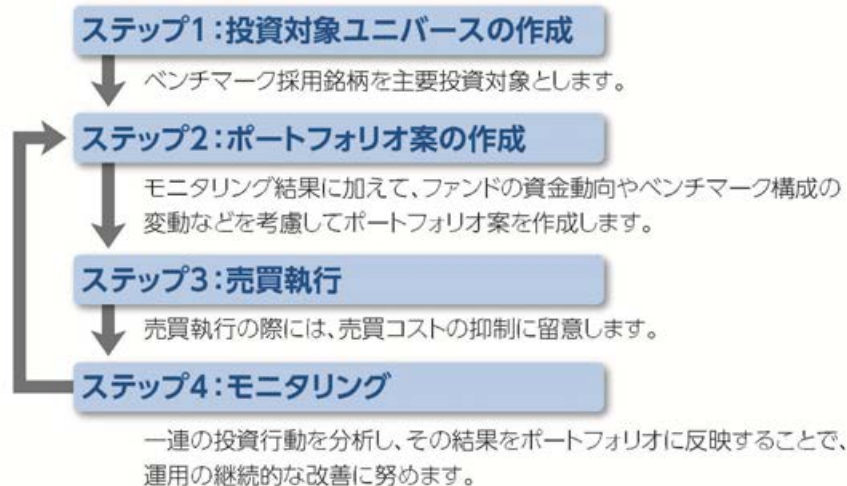 ステップ1:投資対象ユニバースの作成
ベンチマーク採用銘柄を主要投資対象とします。
ステップ2:ポートフォリオ案の作成
モニタリング結果に加えて、ファンドの資金動向やベンチマーク構成の
変動などを考慮してポートフォリオ案を作成します。
ステップ3:売買執行
売買執行の際には、売買コストの抑制に留意します。
ステップ4:モニタリング
一連の投資行動を分析し、その結果をポートフォリオに反映することで、
運用の継続的な改善に努めます。